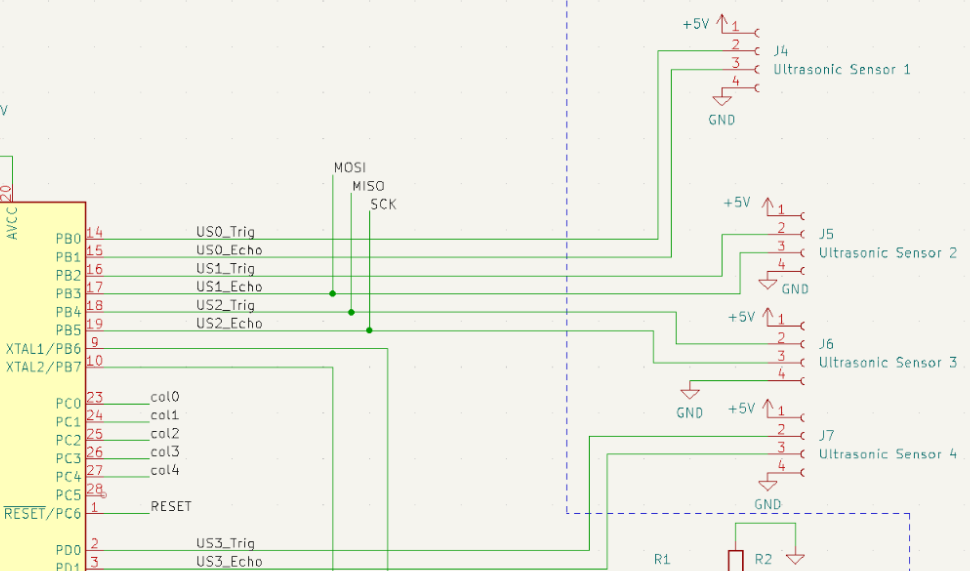 +5V
1
2
J4
3
Ultrasonic Sensor 1
4
GND
V
MOSI
MISO
SCK
20
AVCC
+5V
1
2
J5
3
Ultrasonic Sensor 2
4
GND
PB0 14 US0_Trig
PB1 15 US0_Echo
PB2 16 US1_Trig
PB3 17 US1_Echo
PB4 18 US2_Trig
PB5 19 US2_Echo
XTAL1/PB6 9
XTAL2/PB7 10
+5V
1
2
J6
3
Ultrasonic Sensor 3
4
GND
PC0 23 col0
PC1 24 col1
PC2 25 col2
PC3 26 col3
PC4 27 col4
PC5 28
RESET/PC6 1 RESET
+5V
1
2
J7
3
Ultrasonic Sensor 4
4
GND
PD0 2 US3_Trig
PD1 3 US3_Echo
R1
R2